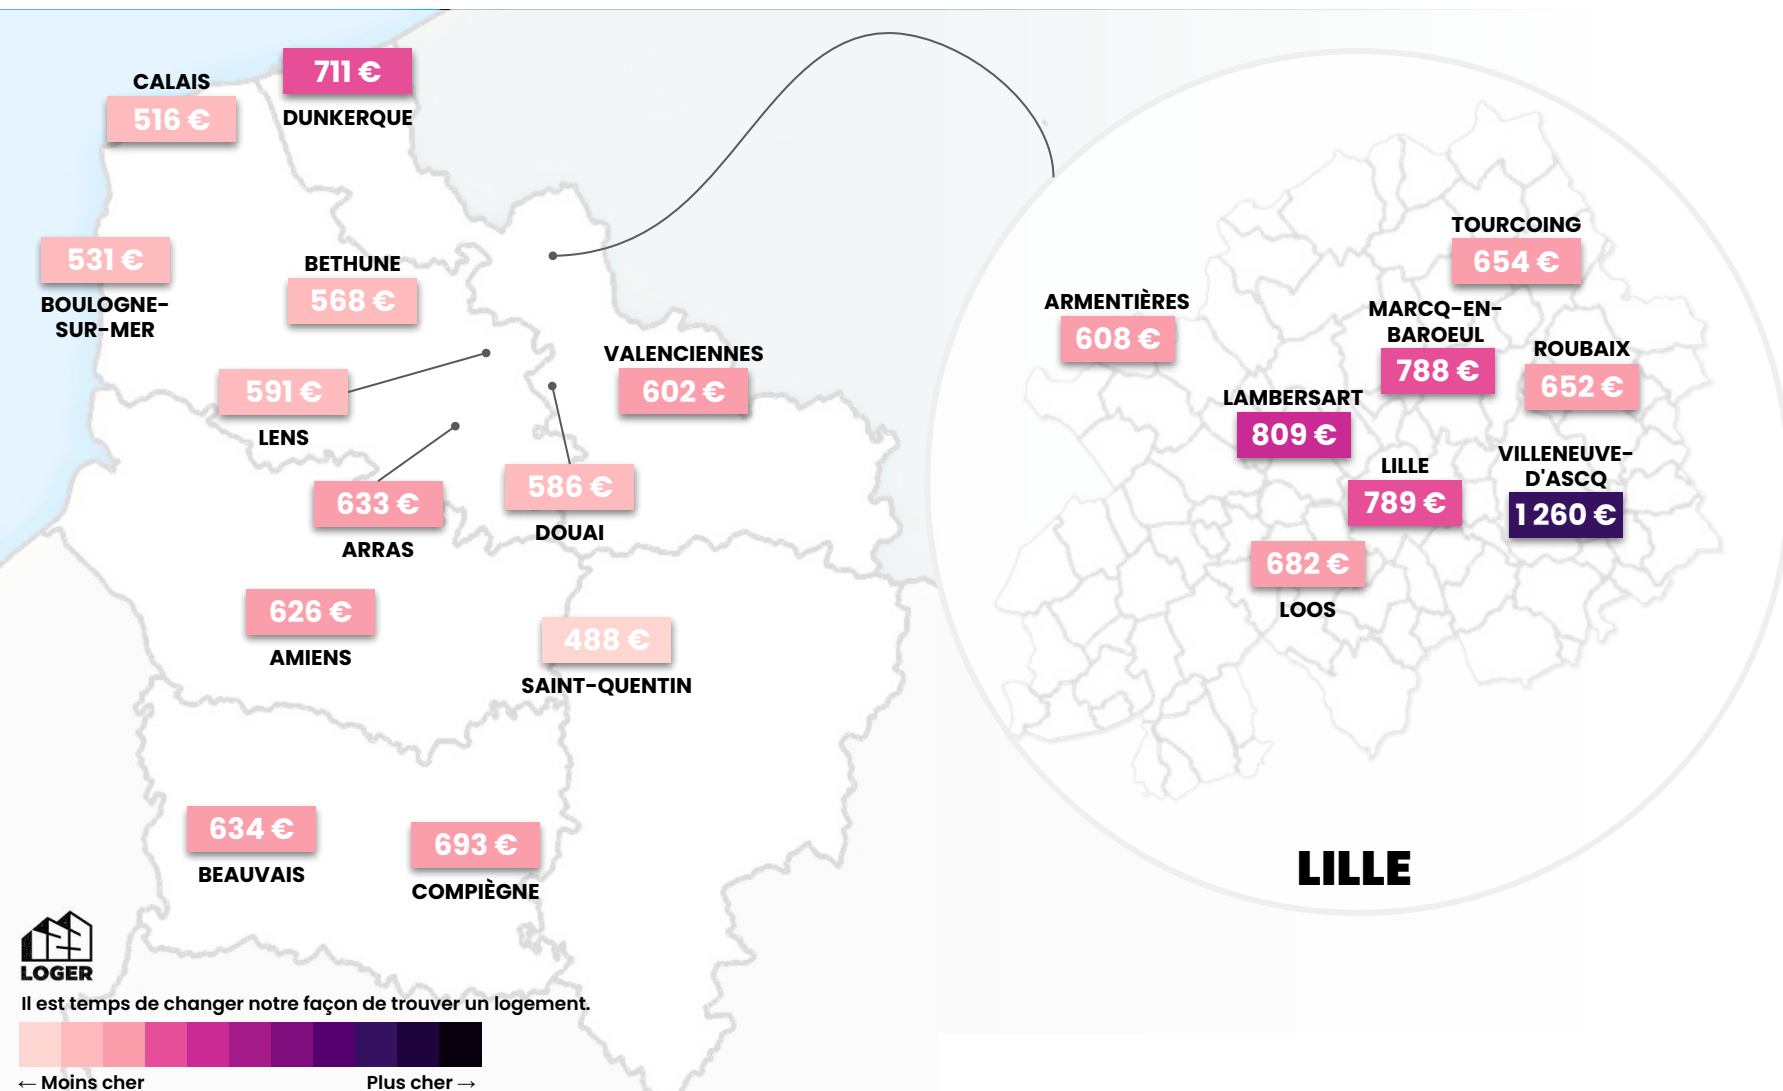 CALAIS
516 €
711 €
DUNKERQUE
531 €
BOULOGNE-
SUR-MER
BETHUNE
568 €
591 €
LENS
VALENCIENNES
602 €
633 €
ARRAS
586 €
DOUAI
626 €
AMIENS
488 €
SAINT-QUENTIN
634 €
BEAUVAIS
693 €
COMPIÈGNE
TOURCOING
654 €
ARMENTIÈRES
608 €
MARCQ-EN-
BAROEUL
788 €
ROUBAIX
652 €
LAMBERSART
809 €
LILLE
789 €
VILLENEUVE-
D'ASCQ
1 260 €
682 €
LOOS
LILLE
123
LOGER
Il est temps de changer notre façon de trouver un logement.
← Moins cher
Plus cher →